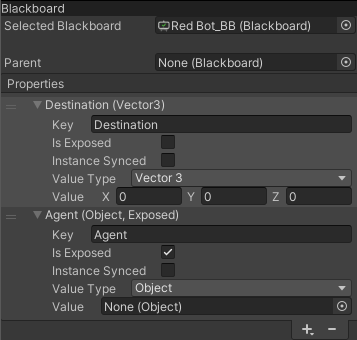 Blackboard
Selected Blackboard Red Bot_BB (Blackboard)
Parent None (Blackboard)
Properties
Destination (Vector3)
Key Destination
Is Exposed
Instance Synced
Value Type Vector 3
Value X 0 Y 0 Z 0
Agent (Object, Exposed)
Key Agent
Is Exposed
Instance Synced
Value Type Object
Value None (Object)